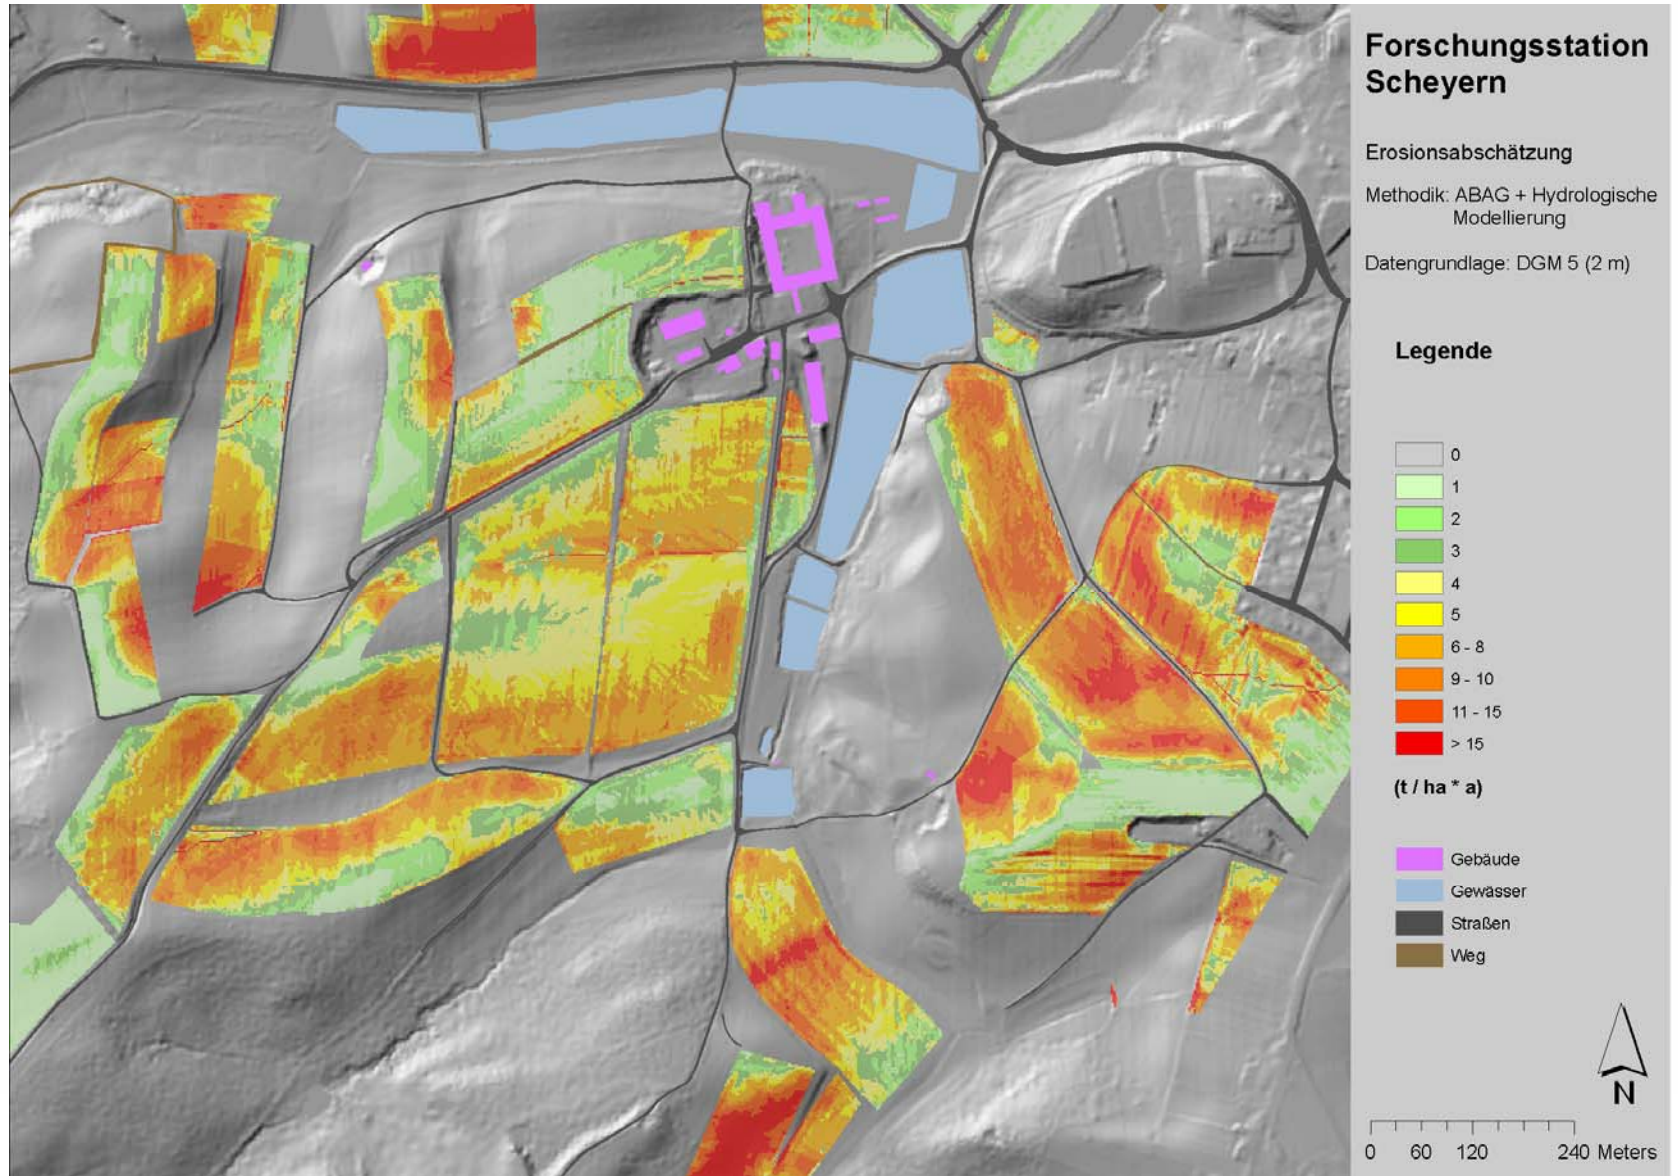 Forschungsstation
Scheyern
Erosionsabschätzung
Methodik: ABAG + Hydrologische
Modellierung
Datengrundlage: DGM 5 (2 m)
Legende
0
1
2
3
4
5
6 - 8
9 - 10
11 - 15
> 15
(t / ha * a)
Gebäude
Gewässer
Straßen
Weg
N
0 60 120 240 Meters